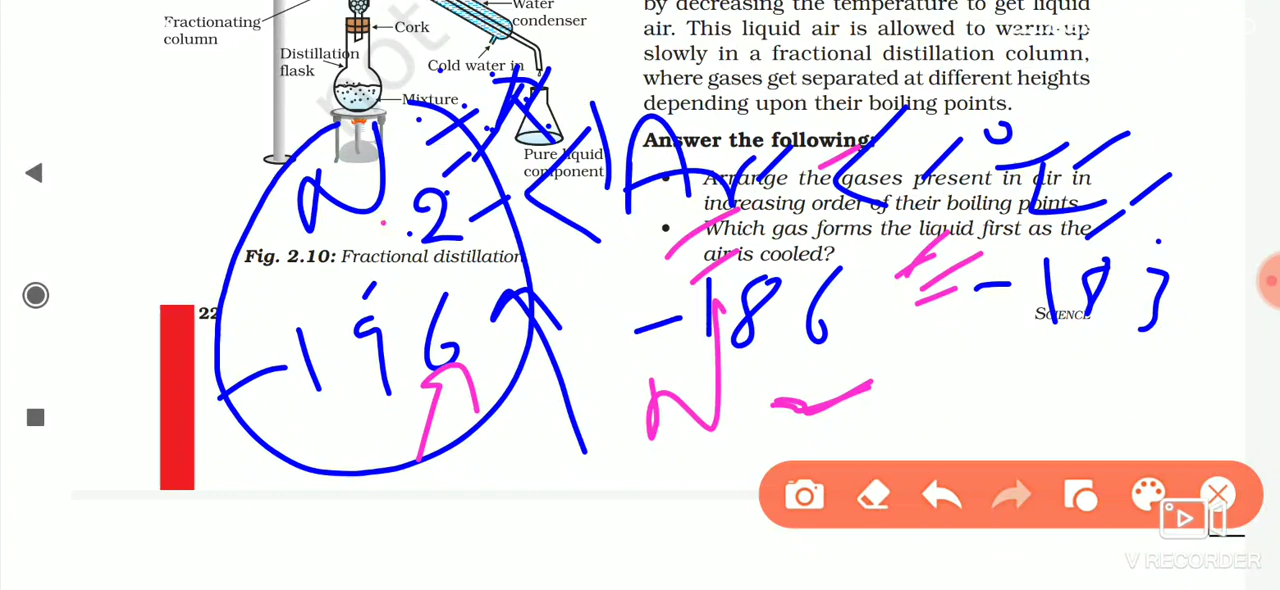 Fractionating
column
Cork
Distillation
flask
Mixture
Water
condenser
Cold water in
Pure liquid
component
Fig. 2.10: Fractional distillation
22
by decreasing the temperature to get liquid
air. This liquid air is allowed to warm up
slowly in a fractional distillation column,
where gases get separated at different heights
depending upon their boiling points.
Answer the following:
• Arrange the gases present in air in
increasing order of their boiling points.
• Which gas forms the liquid first as the
air is cooled?
SCIENCE
N2 < Ar < O2
-196 -186 -183
N
V RECORDER